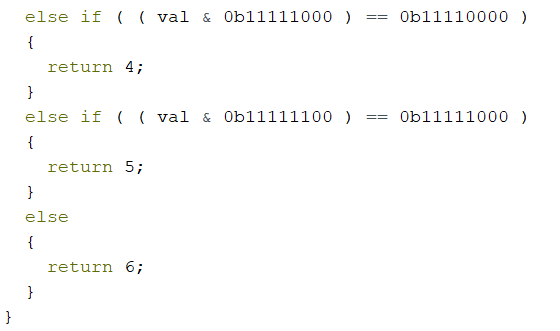 else if ( ( val & 0b11111000 ) == 0b11110000 )
{
return 4;
}
else if ( ( val & 0b11111100 ) == 0b11111000 )
{
return 5;
}
else
{
return 6;
}
}